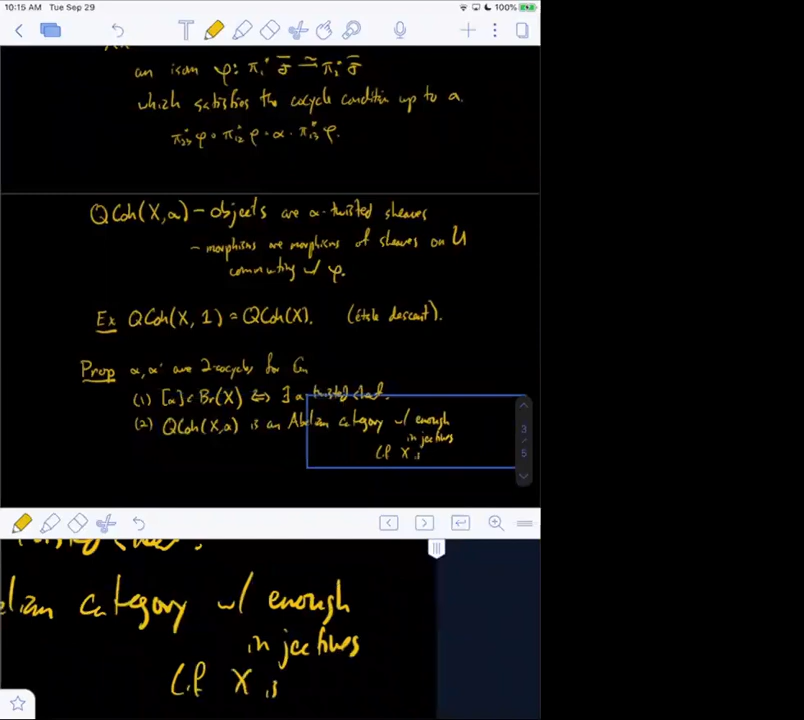 10:15 AM Tue Sep 29
100%
an isom φ: π₁* F̄ ≅ π₂* F̄
which satisfies the cocycle condition up to α.
π₂₃* φ ∘ π₁₂* φ = α · π₁₃* φ.
QCoh(X,α) – objects are α-twisted sheaves
– morphisms are morphisms of sheaves on U
commuting w/ φ.
Ex QCoh(X, 1) = QCoh(X). (étale descent).
Prop α, α' are 2-cocycles for Gm
(1) [α] ∈ Br(X) ⟺ ∃ α twisted
(2) QCoh(X,α) is an Abelian category w/ enough
injectives
(if X is
3
/
5
twisted
elian category w/ enough
injectives
(if X is